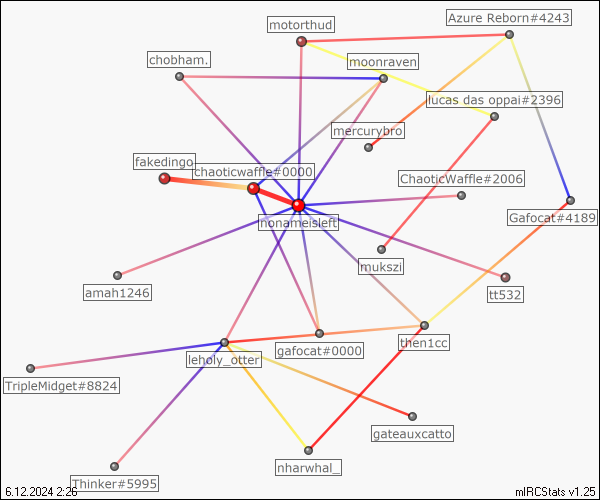 Azure Reborn#4243
motorthud
chobham.
moonraven
lucas das oppai#2396
mercurybro
fakedingo
chaoticwaffle#0000
ChaoticWaffle#2006
nonameisleft
Gafocat#4189
mukszi
amah1246
tt532
then1cc
gafocat#0000
leholy_otter
TripleMidget#8824
gateauxcatto
nharwhal_
Thinker#5995
6.12.2024 2:26
mIRCStats v1.25